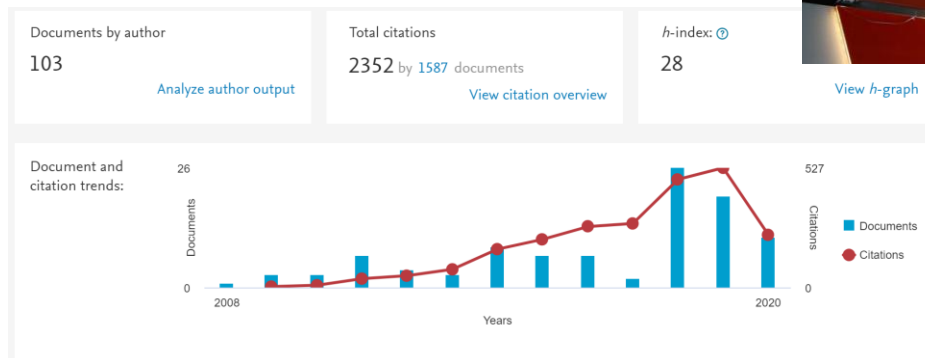 Documents by author
103
Analyze author output
Total citations
2352 by 1587 documents
View citation overview
h-index: ?
28
View h-graph
Document and
citation trends:
26
Documents
0
527
Citations
0
2008
2020
Years
Documents
Citations